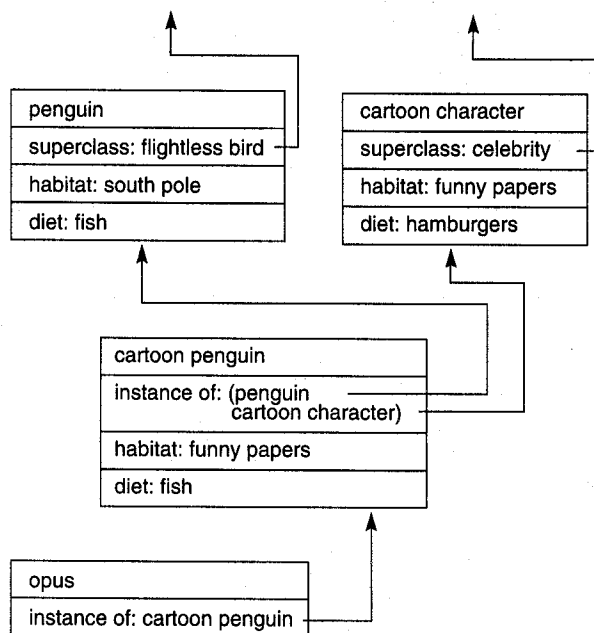 penguin
superclass: flightless bird
habitat: south pole
diet: fish
cartoon character
superclass: celebrity
habitat: funny papers
diet: hamburgers
cartoon penguin
instance of: (penguin
cartoon character)
habitat: funny papers
diet: fish
opus
instance of: cartoon penguin